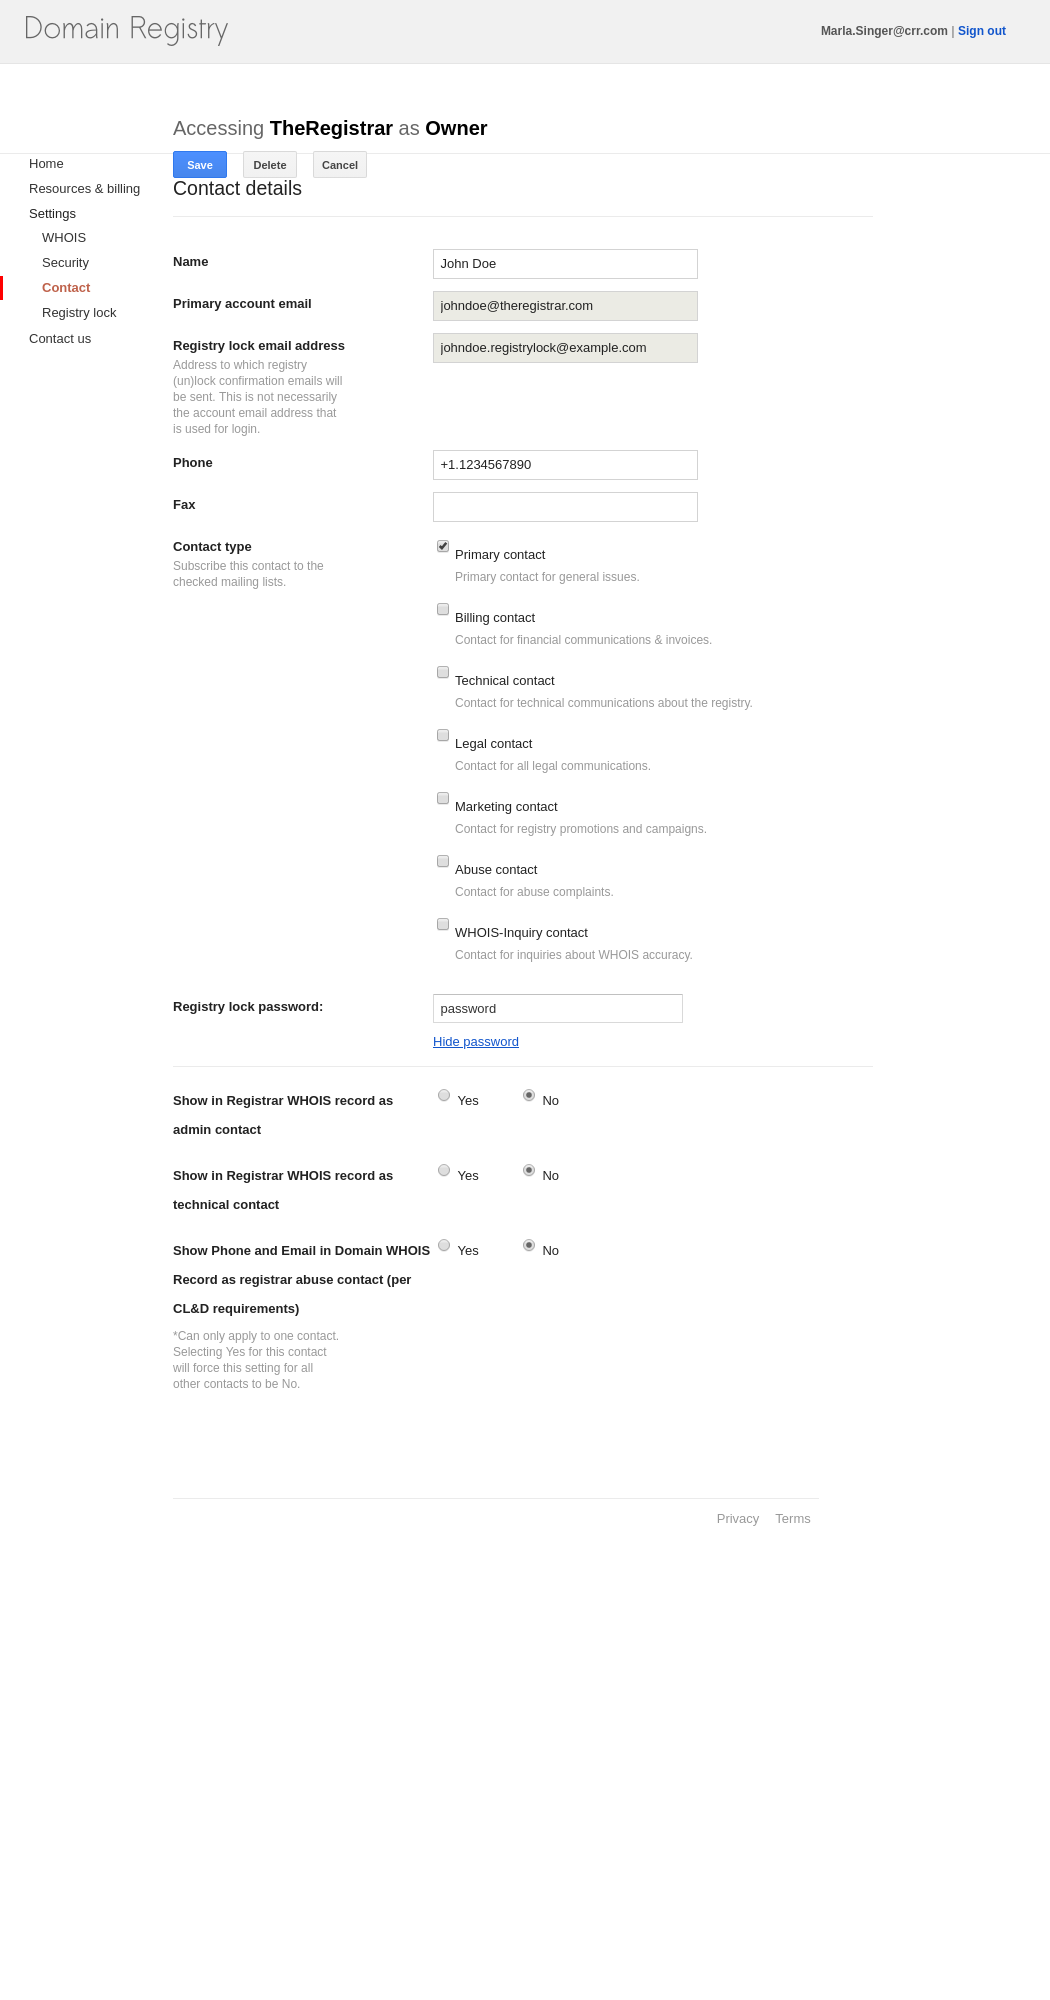 Domain Registry
Marla.Singer@crr.com | Sign out
Accessing TheRegistrar as Owner
Save Delete Cancel
Home
Resources & billing
Settings
WHOIS
Security
Contact
Registry lock
Contact us
Contact details
Name John Doe
Primary account email johndoe@theregistrar.com
Registry lock email address johndoe.registrylock@example.com
Address to which registry
(un)lock confirmation emails will
be sent. This is not necessarily
the account email address that
is used for login.
Phone +1.1234567890
Fax
Contact type
Subscribe this contact to the
checked mailing lists.
Primary contact
Primary contact for general issues.
Billing contact
Contact for financial communications & invoices.
Technical contact
Contact for technical communications about the registry.
Legal contact
Contact for all legal communications.
Marketing contact
Contact for registry promotions and campaigns.
Abuse contact
Contact for abuse complaints.
WHOIS-Inquiry contact
Contact for inquiries about WHOIS accuracy.
Registry lock password: password
Hide password
Show in Registrar WHOIS record as Yes No
admin contact
Show in Registrar WHOIS record as Yes No
technical contact
Show Phone and Email in Domain WHOIS Yes No
Record as registrar abuse contact (per
CL&D requirements)
*Can only apply to one contact.
Selecting Yes for this contact
will force this setting for all
other contacts to be No.
Privacy Terms